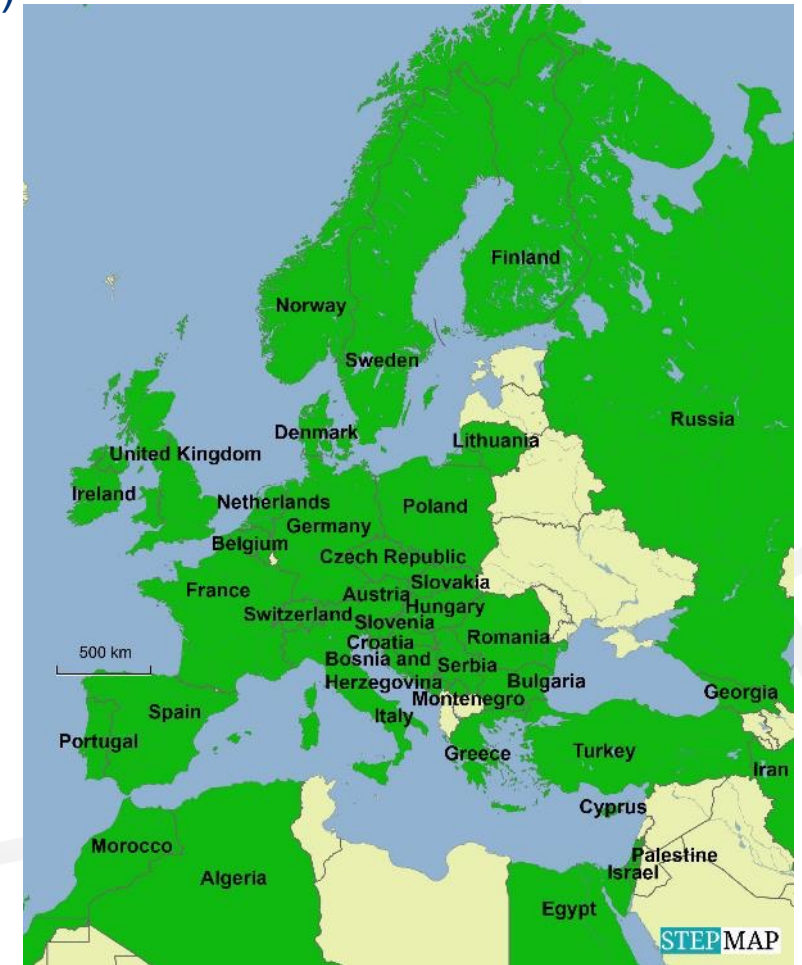 )
Finland
Norway
Sweden
Russia
Denmark
Lithuania
United Kingdom
Ireland
Netherlands
Poland
Germany
Belgium
Czech Republic
Slovakia
France
Austria
Hungary
Switzerland
Slovenia
Romania
Croatia
Bosnia and
Herzegovina
Serbia
500 km
Bulgaria
Montenegro
Georgia
Spain
Italy
Portugal
Greece
Turkey
Iran
Cyprus
Morocco
Palestine
Israel
Algeria
Egypt
STEPMAP